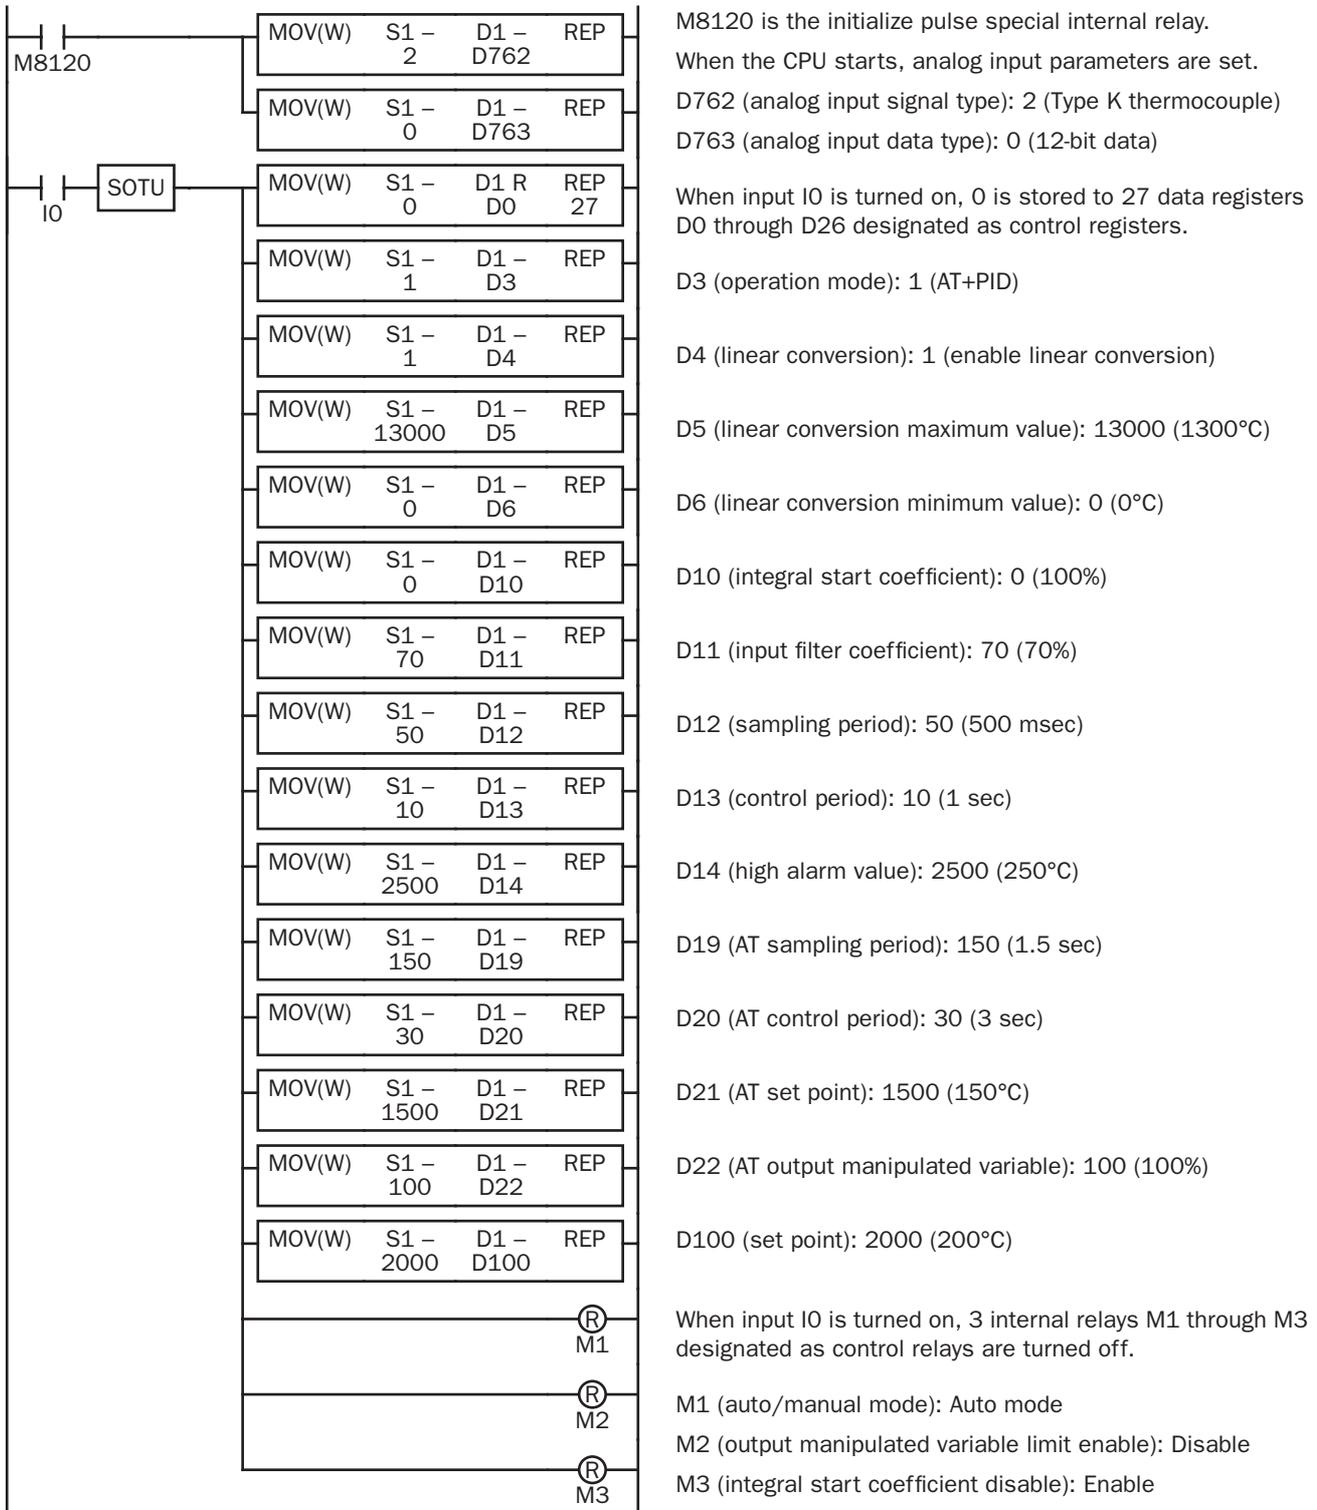 MOV(W) S1 – D1 – REP
2 D762
M8120
M8120 is the initialize pulse special internal relay.
When the CPU starts, analog input parameters are set.
MOV(W) S1 – D1 – REP
0 D763
D762 (analog input signal type): 2 (Type K thermocouple)
D763 (analog input data type): 0 (12-bit data)
SOTU
I0
MOV(W) S1 – D1 R REP
0 D0 27
When input I0 is turned on, 0 is stored to 27 data registers
D0 through D26 designated as control registers.
MOV(W) S1 – D1 – REP
1 D3
D3 (operation mode): 1 (AT+PID)
MOV(W) S1 – D1 – REP
1 D4
D4 (linear conversion): 1 (enable linear conversion)
MOV(W) S1 – D1 – REP
13000 D5
D5 (linear conversion maximum value): 13000 (1300°C)
MOV(W) S1 – D1 – REP
0 D6
D6 (linear conversion minimum value): 0 (0°C)
MOV(W) S1 – D1 – REP
0 D10
D10 (integral start coefficient): 0 (100%)
MOV(W) S1 – D1 – REP
70 D11
D11 (input filter coefficient): 70 (70%)
MOV(W) S1 – D1 – REP
50 D12
D12 (sampling period): 50 (500 msec)
MOV(W) S1 – D1 – REP
10 D13
D13 (control period): 10 (1 sec)
MOV(W) S1 – D1 – REP
2500 D14
D14 (high alarm value): 2500 (250°C)
MOV(W) S1 – D1 – REP
150 D19
D19 (AT sampling period): 150 (1.5 sec)
MOV(W) S1 – D1 – REP
30 D20
D20 (AT control period): 30 (3 sec)
MOV(W) S1 – D1 – REP
1500 D21
D21 (AT set point): 1500 (150°C)
MOV(W) S1 – D1 – REP
100 D22
D22 (AT output manipulated variable): 100 (100%)
MOV(W) S1 – D1 – REP
2000 D100
D100 (set point): 2000 (200°C)
R
M1
When input I0 is turned on, 3 internal relays M1 through M3
designated as control relays are turned off.
R
M2
M1 (auto/manual mode): Auto mode
M2 (output manipulated variable limit enable): Disable
R
M3
M3 (integral start coefficient disable): Enable